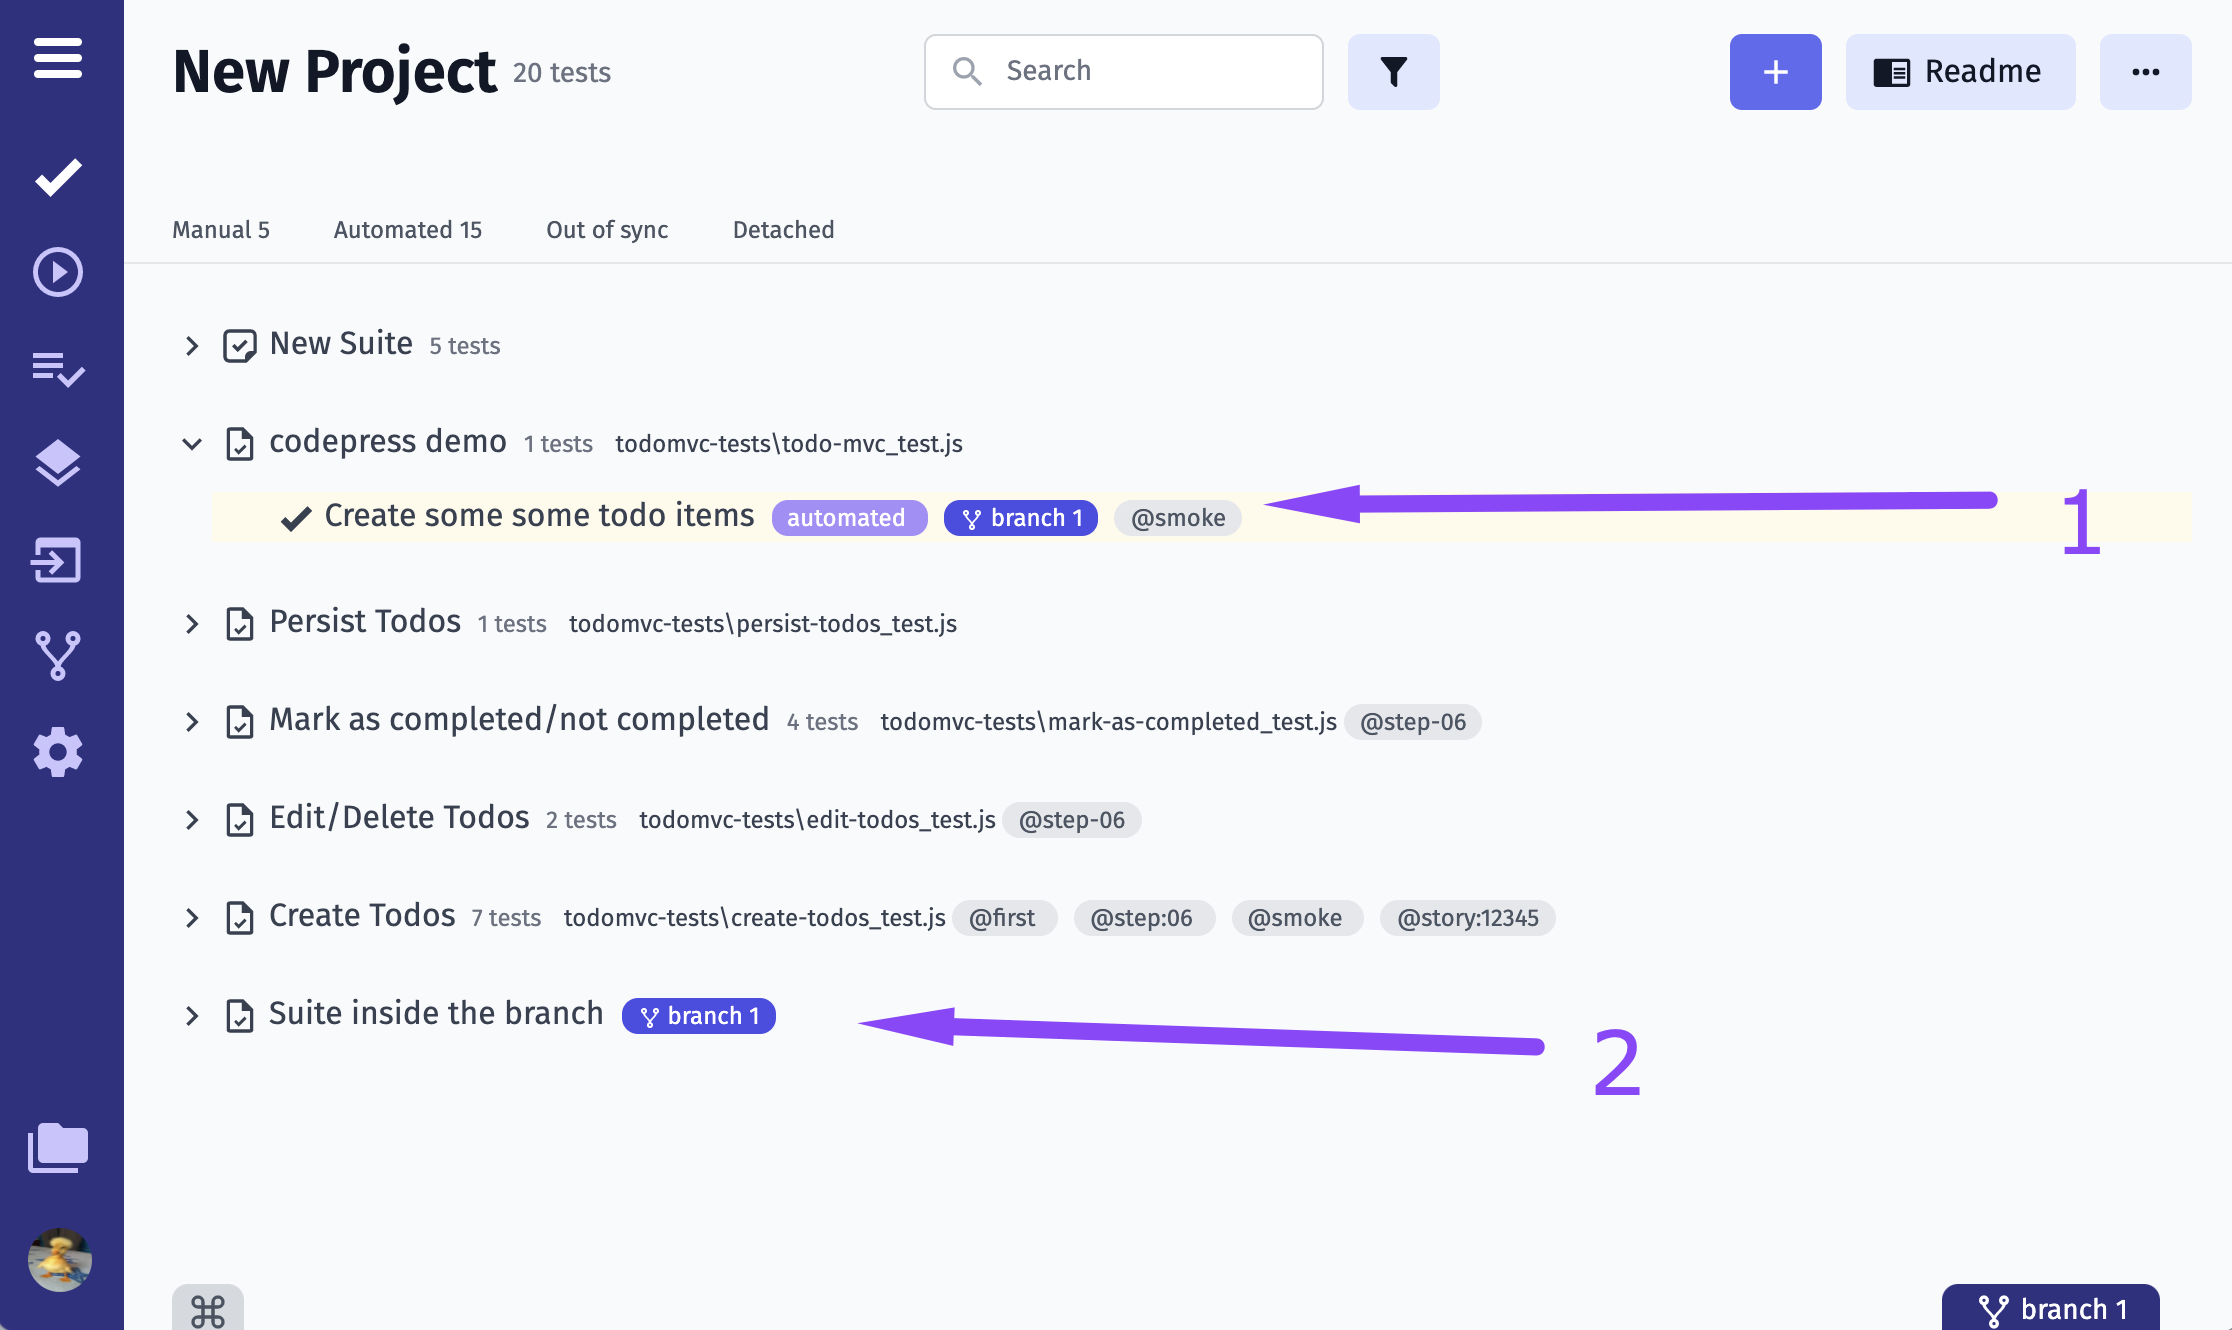 New Project 20 tests
Search
Readme
Manual 5 Automated 15 Out of sync Detached
New Suite 5 tests
codepress demo 1 tests todomvc-tests\todo-mvc_test.js
Create some some todo items automated branch 1 @smoke
1
Persist Todos 1 tests todomvc-tests\persist-todos_test.js
Mark as completed/not completed 4 tests todomvc-tests\mark-as-completed_test.js @step-06
Edit/Delete Todos 2 tests todomvc-tests\edit-todos_test.js @step-06
Create Todos 7 tests todomvc-tests\create-todos_test.js @first @step:06 @smoke @story:12345
Suite inside the branch branch 1
2
branch 1